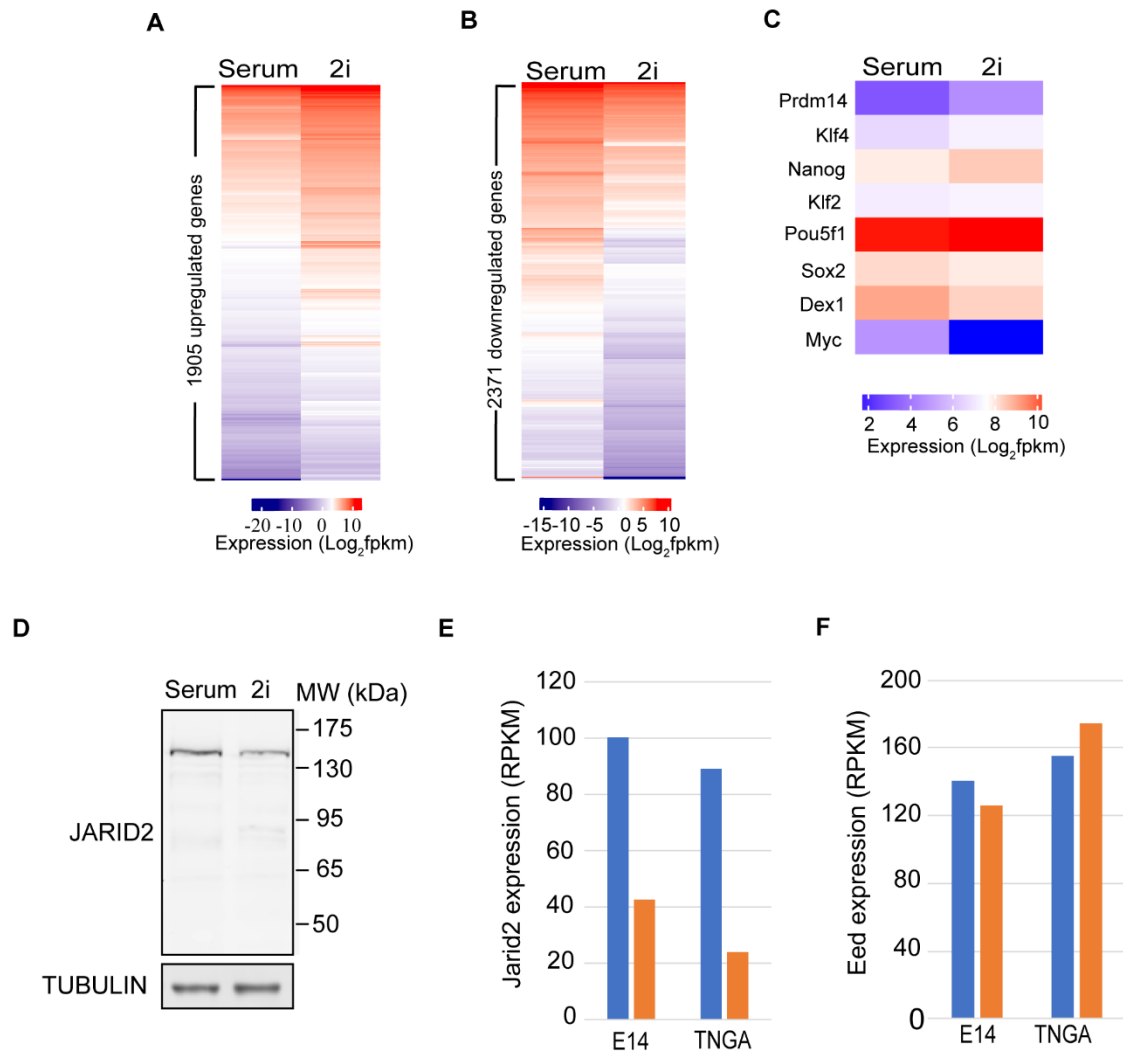 A
Serum 2i
1905 upregulated genes
-20 -10 0 10
Expression (Log2fpkm)
B
Serum 2i
2371 downregulated genes
-15 -10 -5 0 5 10
Expression (Log2fpkm)
C
Serum 2i
Prdm14
Klf4
Nanog
Klf2
Pou5f1
Sox2
Dex1
Myc
2 4 6 8 10
Expression (Log2fpkm)
D
Serum 2i MW (kDa)
175
130
95
65
50
JARID2
TUBULIN
E
Jarid2 expression (RPKM)
120
100
80
60
40
20
0
E14 TNGA
F
Eed expression (RPKM)
200
160
120
80
40
0
E14 TNGA